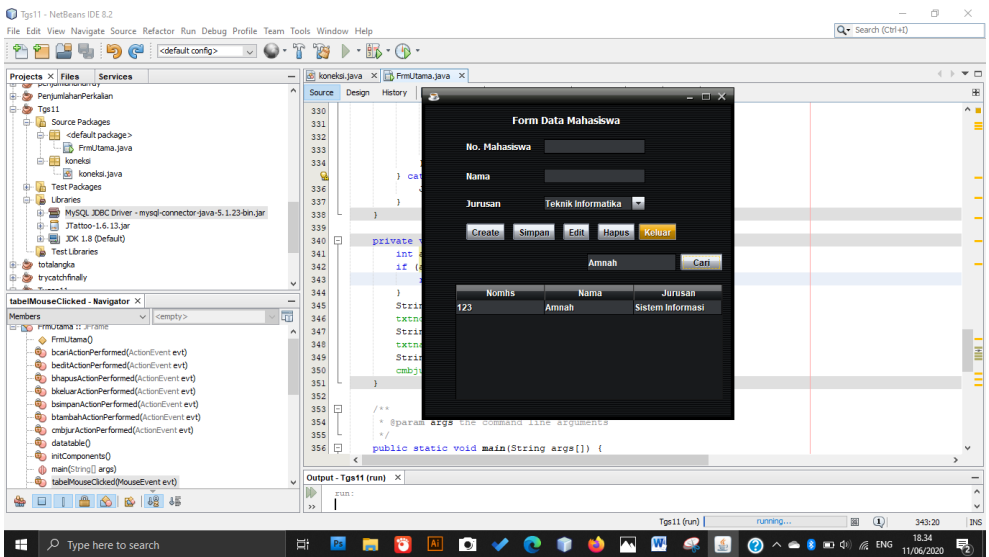 Tgs11 - NetBeans IDE 8.2
File Edit View Navigate Source Refactor Run Debug Profile Team Tools Window Help
Search (Ctrl+I)
<default config>
Projects Files Services
PenjumlahanPerkalian
Tgs11
Source Packages
<default package>
FrmUtama.java
koneksi
koneksi.java
Test Packages
Libraries
MySQL JDBC Driver - mysql-connector-java-5.1.23-bin.jar
JTattoo-1.6.13.jar
JDK 1.8 (Default)
Test Libraries
totalangka
trycatchfinally
tabelMouseClicked - Navigator
Members <empty>
FrmUtama :: JFrame
FrmUtama()
bcariActionPerformed(ActionEvent evt)
beditActionPerformed(ActionEvent evt)
bhapusActionPerformed(ActionEvent evt)
bkeluarActionPerformed(ActionEvent evt)
bsimpanActionPerformed(ActionEvent evt)
btambahActionPerformed(ActionEvent evt)
cmbjurActionPerformed(ActionEvent evt)
datatable()
initComponents()
main(String[] args)
tabelMouseClicked(MouseEvent evt)
koneksi.java FrmUtama.java
Source Design History
330
331
332
333
334
} cat
336
337 }
338 }
339
340 private v
341 int a
342 if (a
343
344 }
345 Strin
346 txtno
347 Strin
348 txtna
349 Strin
350 cmbju
351 }
352
353 /**
354 * @param args the command line arguments
355 */
356 public static void main(String args[]) {
Form Data Mahasiswa
No. Mahasiswa
Nama
Jurusan Teknik Informatika
Create Simpan Edit Hapus Keluar
Amnah Cari
Nomhs Nama Jurusan
123 Amnah Sistem Informasi
Output - Tgs11 (run)
run:
Tgs11 (run) running... (1) 343:20 INS
Type here to search
Ps Ai W
ENG
18.34
11/06/2020
2